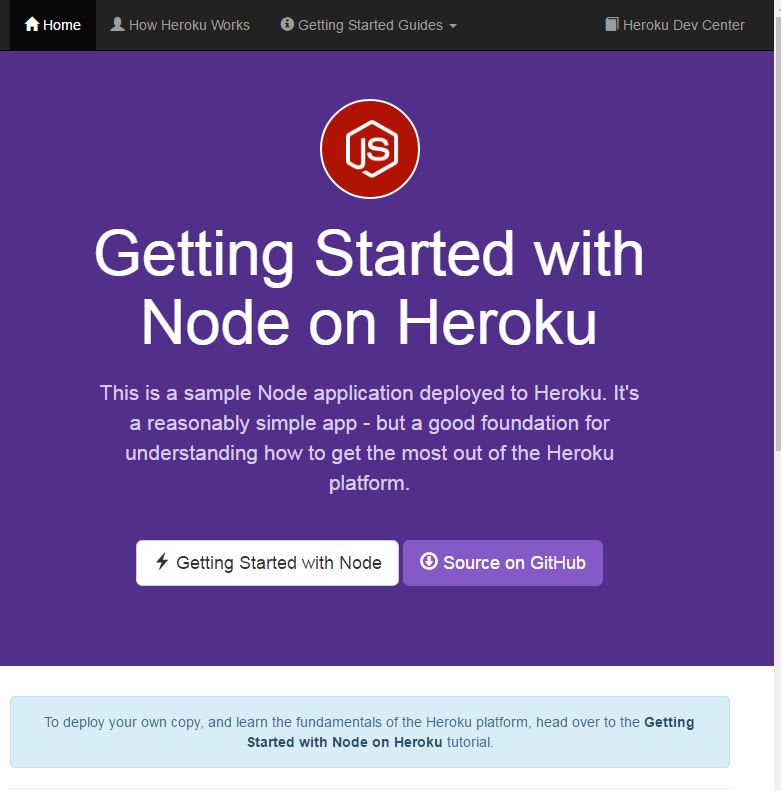 Home How Heroku Works Getting Started Guides Heroku Dev Center
JS
Getting Started with
Node on Heroku
This is a sample Node application deployed to Heroku. It's
a reasonably simple app - but a good foundation for
understanding how to get the most out of the Heroku
platform.
Getting Started with Node Source on GitHub
To deploy your own copy, and learn the fundamentals of the Heroku platform, head over to the Getting
Started with Node on Heroku tutorial.